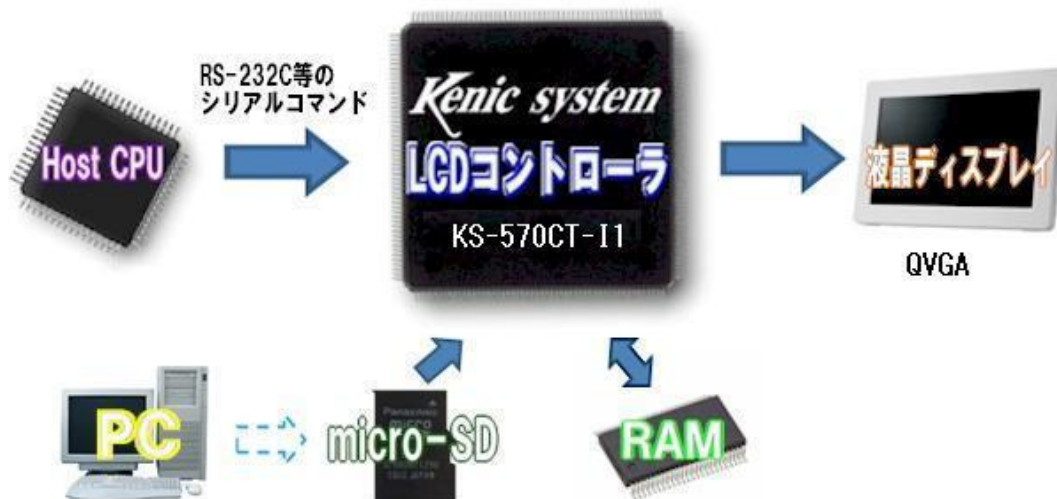 RS-232C等の
シリアルコマンド
Host CPU
Kenic system
LCDコントローラ
KS-570CT-I1
液晶ディスプレイ
QVGA
PC
micro-SD
RAM
Panasonic